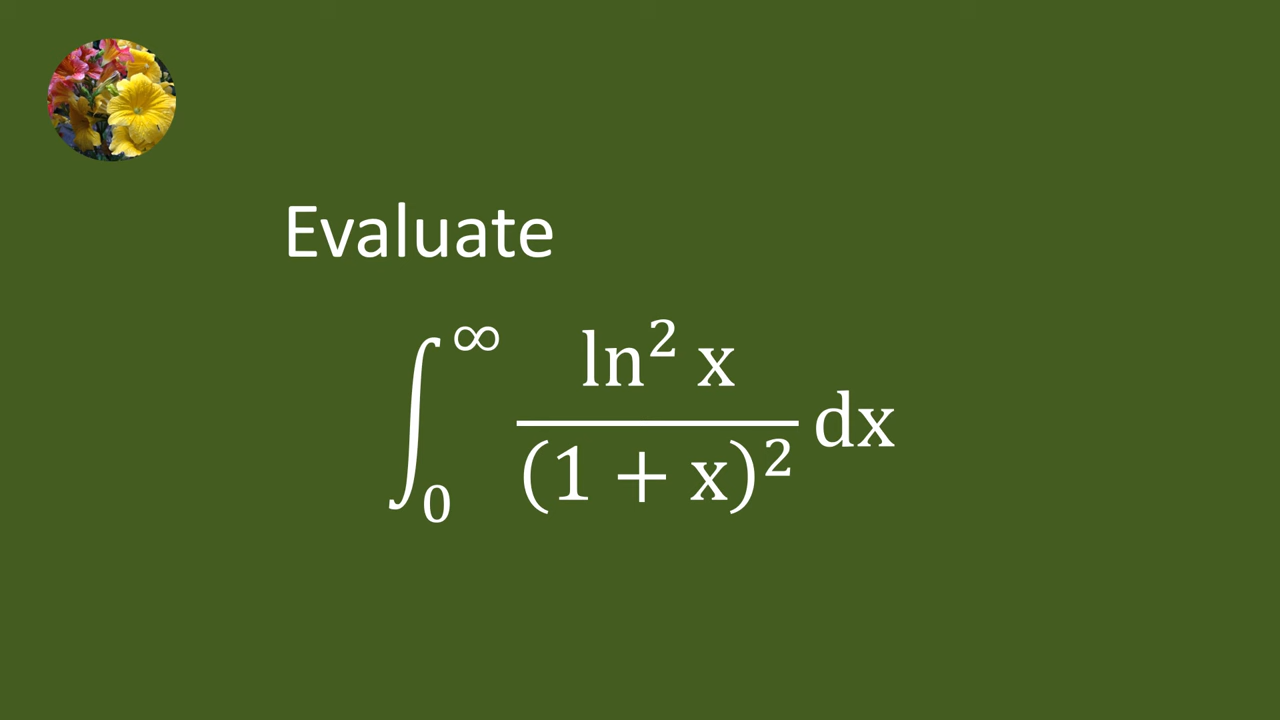 Evaluate
∫₀^∞ ln² x / (1 + x)² dx